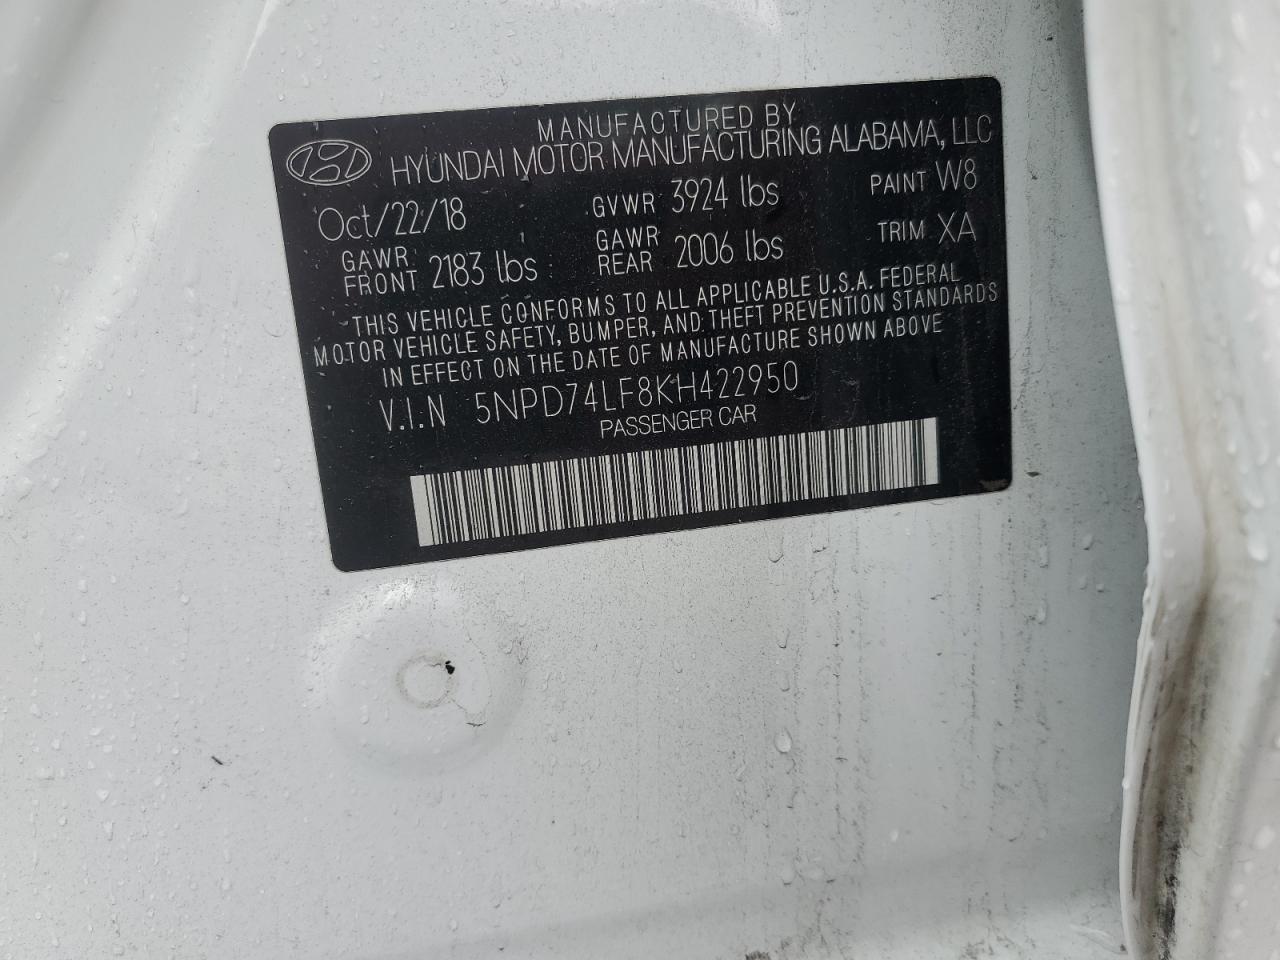 MANUFACTURED BY
HYUNDAI MOTOR MANUFACTURING ALABAMA, LLC
Oct/22/18 GVWR 3924 lbs PAINT W8
GAWR FRONT 2183 lbs GAWR REAR 2006 lbs TRIM XA
THIS VEHICLE CONFORMS TO ALL APPLICABLE U.S.A. FEDERAL
MOTOR VEHICLE SAFETY, BUMPER, AND THEFT PREVENTION STANDARDS
IN EFFECT ON THE DATE OF MANUFACTURE SHOWN ABOVE
V.I.N 5NPD74LF8KH422950
PASSENGER CAR